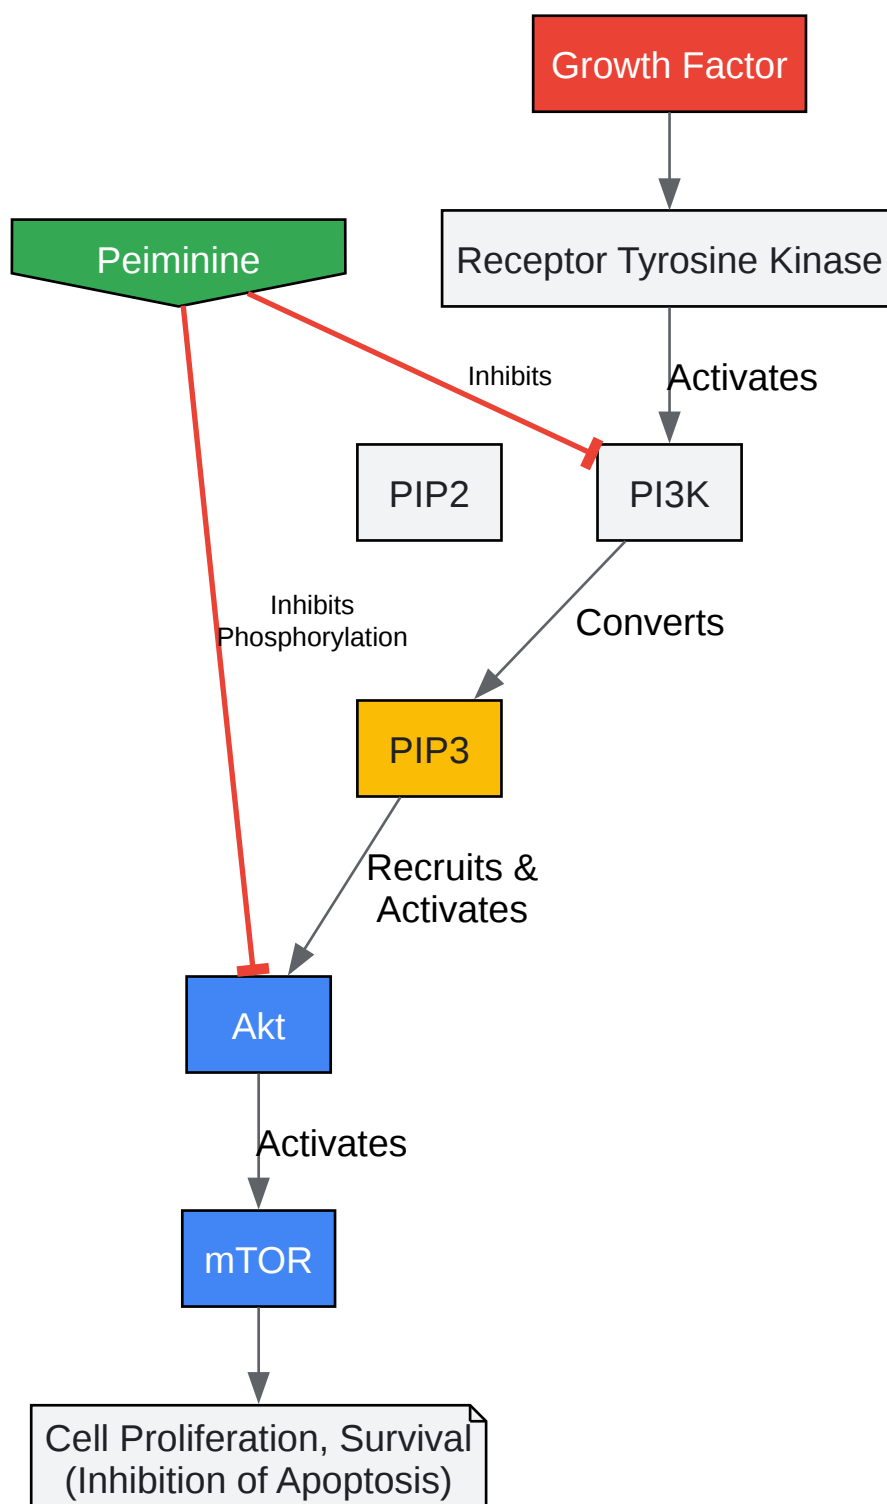 Growth Factor
Peiminine
Receptor Tyrosine Kinase
Inhibits
Activates
PIP2
PI3K
Inhibits
Phosphorylation
Converts
PIP3
Recruits &
Activates
Akt
Activates
mTOR
Cell Proliferation, Survival
(Inhibition of Apoptosis)